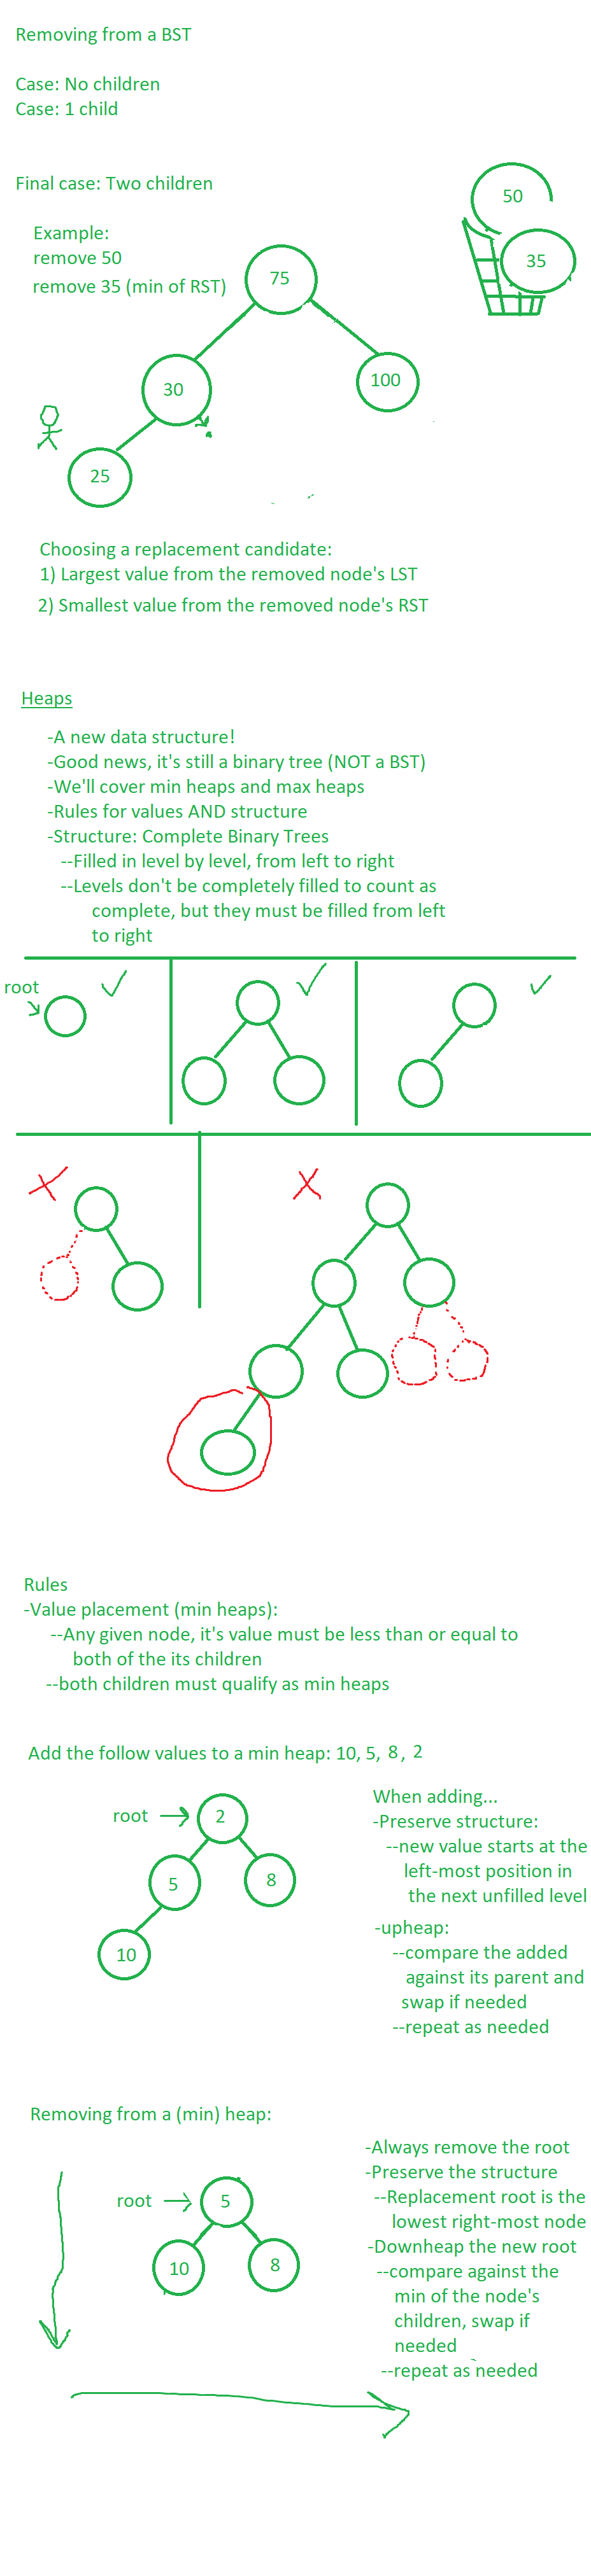 Removing from a BST
Case: No children
Case: 1 child
Final case: Two children
Example:
remove 50
remove 35 (min of RST)
75
30
100
25
50
35
Choosing a replacement candidate:
1) Largest value from the removed node's LST
2) Smallest value from the removed node's RST
Heaps
-A new data structure!
-Good news, it's still a binary tree (NOT a BST)
-We'll cover min heaps and max heaps
-Rules for values AND structure
-Structure: Complete Binary Trees
--Filled in level by level, from left to right
--Levels don't be completely filled to count as
complete, but they must be filled from left
to right
root
Rules
-Value placement (min heaps):
--Any given node, it's value must be less than or equal to
both of the its children
--both children must qualify as min heaps
Add the follow values to a min heap: 10, 5, 8, 2
root
2
5
8
10
When adding...
-Preserve structure:
--new value starts at the
left-most position in
the next unfilled level
-upheap:
--compare the added
against its parent and
swap if needed
--repeat as needed
Removing from a (min) heap:
root
5
10
8
-Always remove the root
-Preserve the structure
--Replacement root is the
lowest right-most node
-Downheap the new root
--compare against the
min of the node's
children, swap if
needed
--repeat as needed